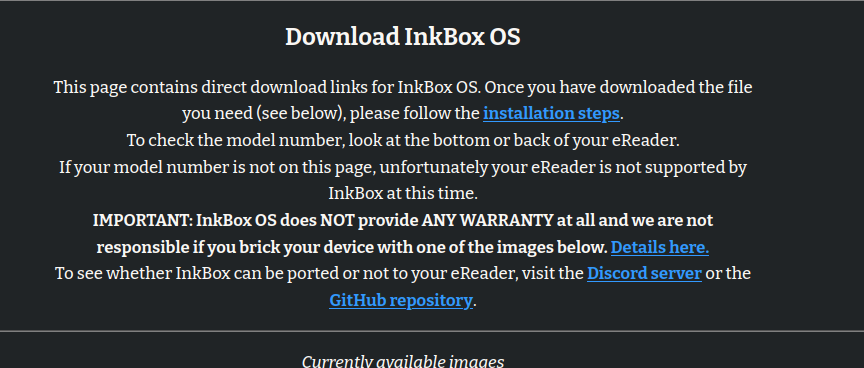 Download InkBox OS
This page contains direct download links for InkBox OS. Once you have downloaded the file
you need (see below), please follow the installation steps.
To check the model number, look at the bottom or back of your eReader.
If your model number is not on this page, unfortunately your eReader is not supported by
InkBox at this time.
IMPORTANT: InkBox OS does NOT provide ANY WARRANTY at all and we are not
responsible if you brick your device with one of the images below. Details here.
To see whether InkBox can be ported or not to your eReader, visit the Discord server or the
GitHub repository.
Currently available images